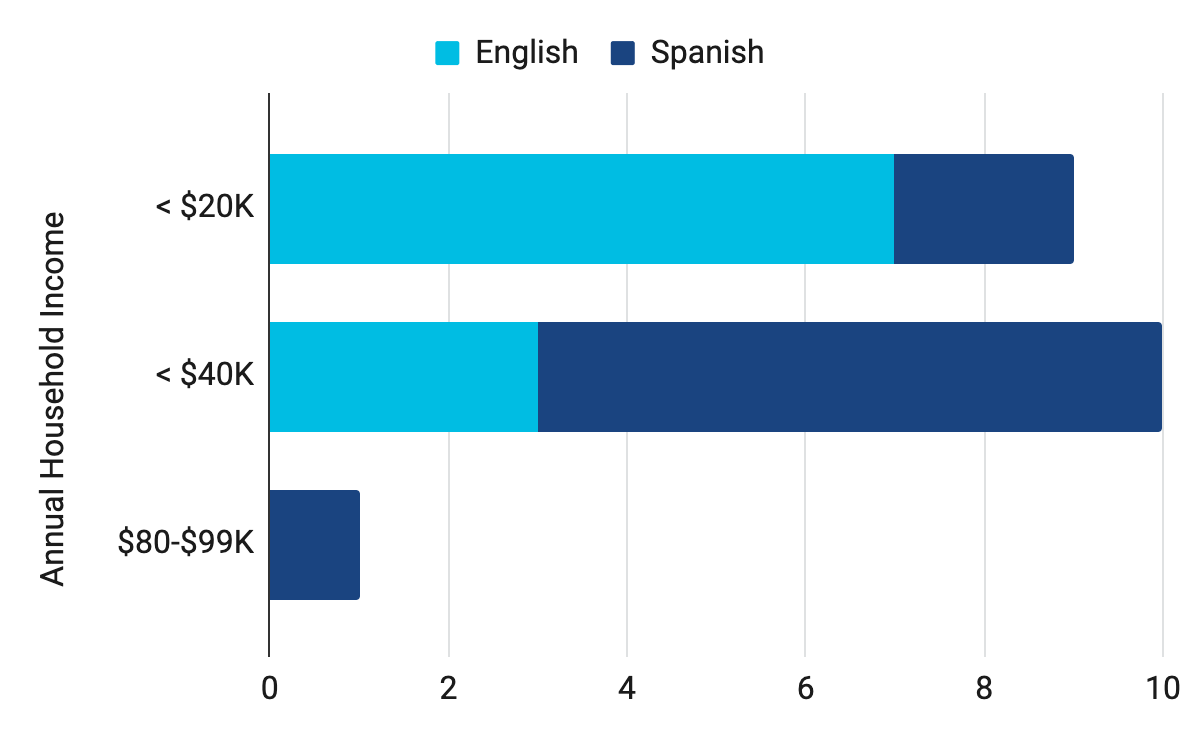 English Spanish
Annual Household Income
< $20K
< $40K
$80-$99K
0 2 4 6 8 10